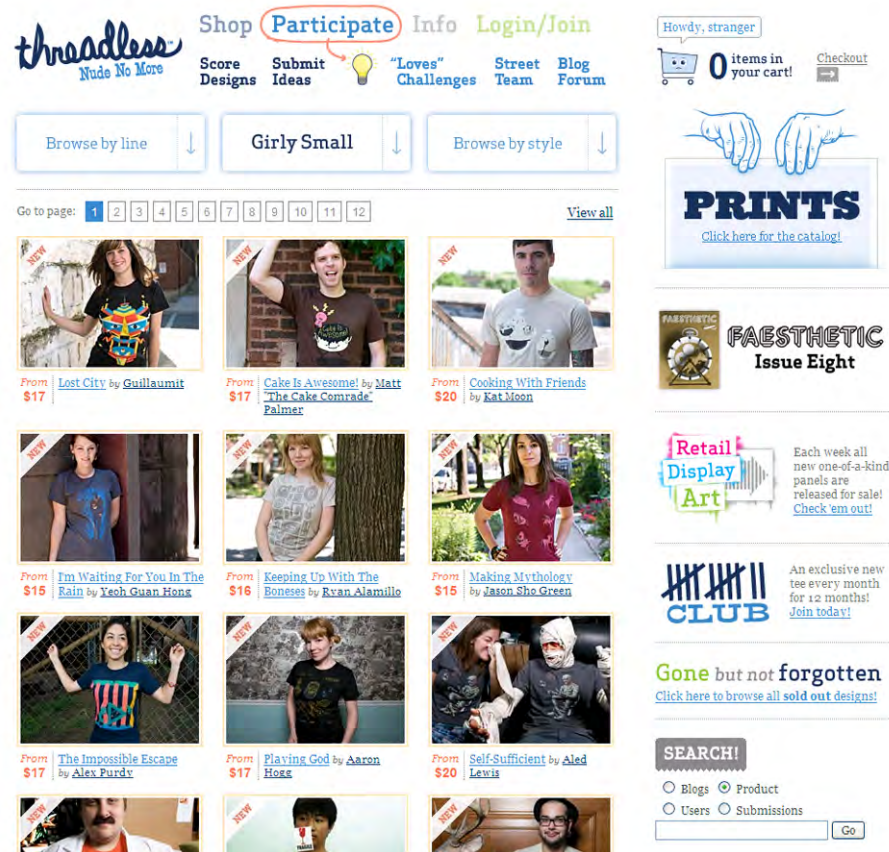 threadless
Nude No More
Shop Participate Info Login/Join
Score Designs
Submit Ideas
"Loves" Challenges
Street Team
Blog Forum
Howdy, stranger
0 items in your cart!
Checkout
Browse by line
Girly Small
Browse by style
Go to page: 1 2 3 4 5 6 7 8 9 10 11 12
View all
PRINTS
Click here for the catalog!
NEW
NEW
NEW
From $17
Lost City by Guillaumit
From $17
Cake Is Awesome! by Matt
"The Cake Comrade"
Palmer
From $20
Cooking With Friends
by Kat Moon
FAESTHETIC
FAESTHETIC
Issue Eight
NEW
NEW
NEW
From $15
I'm Waiting For You In The
Rain by Yeoh Guan Hong
From $16
Keeping Up With The
Boneses by Ryan Alamillo
From $15
Making Mythology
by Jason Sho Green
Retail
Display
Art
Each week all
new one-of-a-kind
panels are
released for sale!
Check 'em out!
NEW
NEW
NEW
From $17
The Impossible Escape
by Alex Purdy
From $17
Playing God by Aaron
Hogg
From $20
Self-Sufficient by Aled
Lewis
CLUB
An exclusive new
tee every month
for 12 months!
Join today!
Gone but not forgotten
Click here to browse all sold out designs!
SEARCH!
Blogs Product
Users Submissions
Go
NEW
NEW
NEW